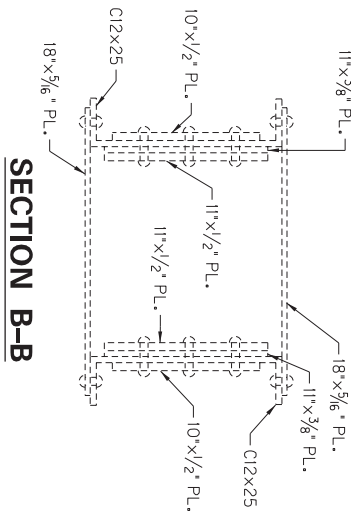 11"x3/8" PL.
10"x1/2" PL.
C12x25
18"x5/16" PL.
11"x1/2" PL.
11"x1/2" PL.
18"x5/16" PL.
11"x3/8" PL.
C12x25
10"x1/2" PL.
SECTION B-B